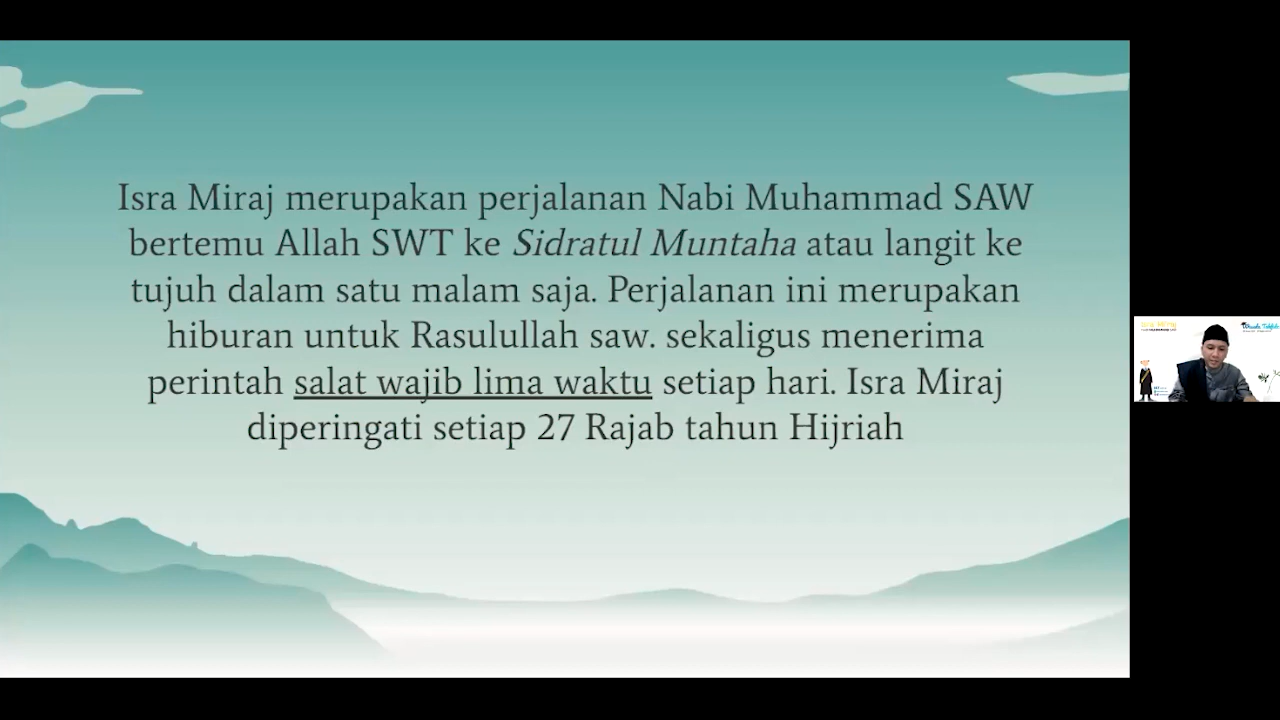 Isra Miraj merupakan perjalanan Nabi Muhammad SAW
bertemu Allah SWT ke Sidratul Muntaha atau langit ke
tujuh dalam satu malam saja. Perjalanan ini merupakan
hiburan untuk Rasulullah saw. sekaligus menerima
perintah salat wajib lima waktu setiap hari. Isra Miraj
diperingati setiap 27 Rajab tahun Hijriah